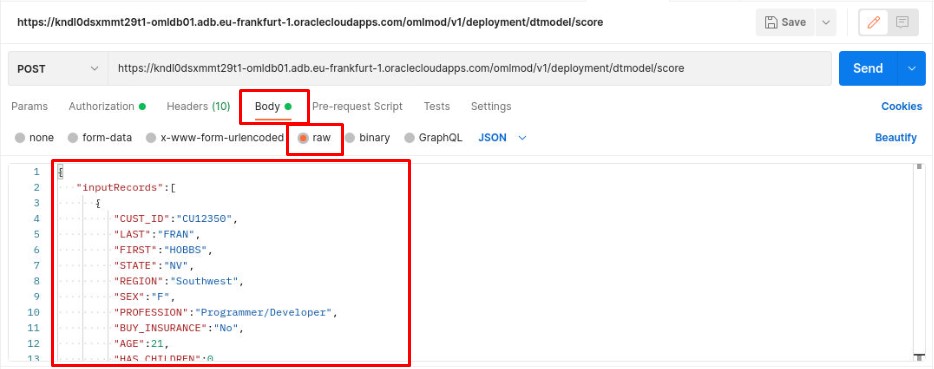 https://kndl0dsxmmt29t1-omldb01.adb.eu-frankfurt-1.oraclecloudapps.com/omlmod/v1/deployment/dtmodel/score Save
POST https://kndl0dsxmmt29t1-omldb01.adb.eu-frankfurt-1.oraclecloudapps.com/omlmod/v1/deployment/dtmodel/score Send
Params Authorization Headers (10) Body Pre-request Script Tests Settings Cookies
none form-data x-www-form-urlencoded raw binary GraphQL JSON Beautify
1 {
2 "inputRecords":[
3 {
4 "CUST_ID":"CU12350",
5 "LAST":"FRAN",
6 "FIRST":"HOBBS",
7 "STATE":"NV",
8 "REGION":"Southwest",
9 "SEX":"F",
10 "PROFESSION":"Programmer/Developer",
11 "BUY_INSURANCE":"No",
12 "AGE":21,
13 "HAS_CHILDREN":0